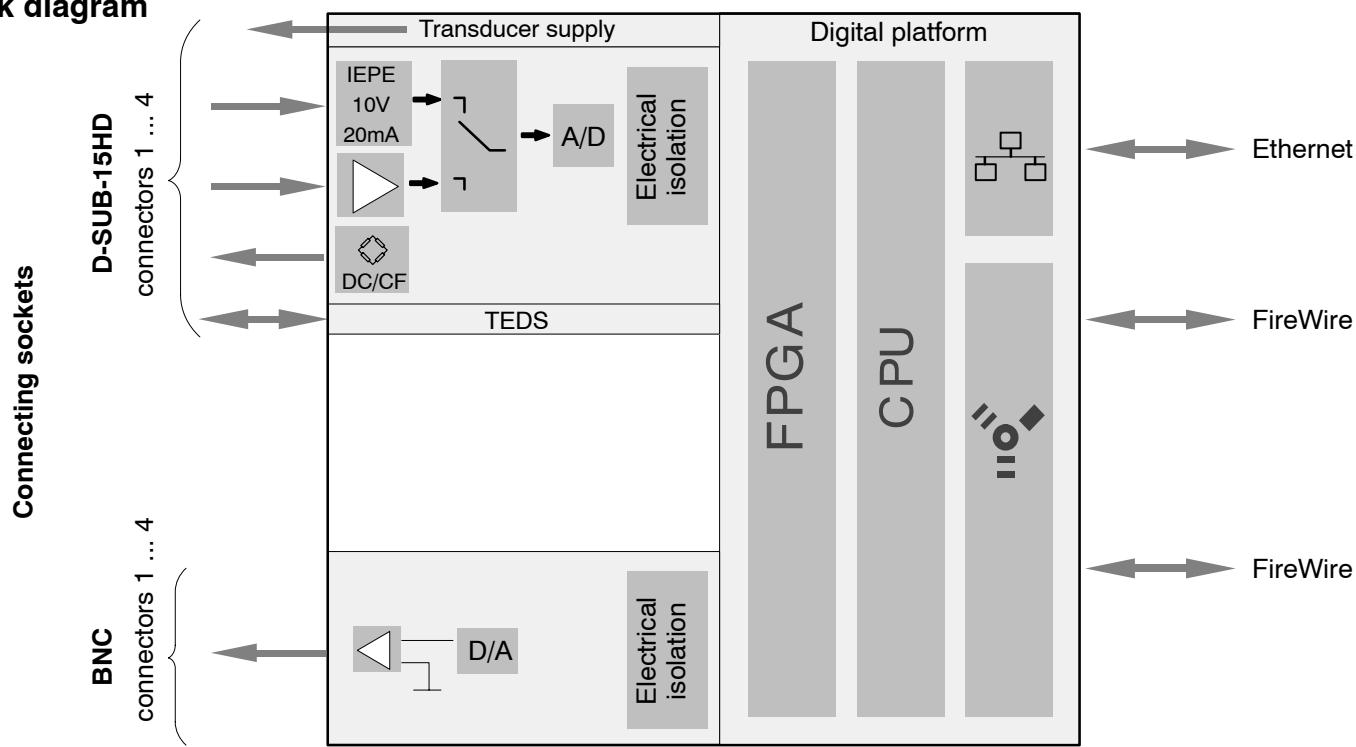 k diagram
Transducer supply
Digital platform
IEPE
10V
20mA
A/D
Electrical
isolation
DC/CF
TEDS
D-SUB-15HD
connectors 1 ... 4
Connecting sockets
FPGA
CPU
Ethernet
FireWire
FireWire
BNC
connectors 1 ... 4
D/A
Electrical
isolation